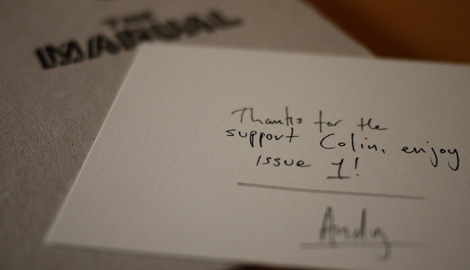 THE
MANUAL
Thanks for the
support Colin, enjoy
issue 1!
Andy